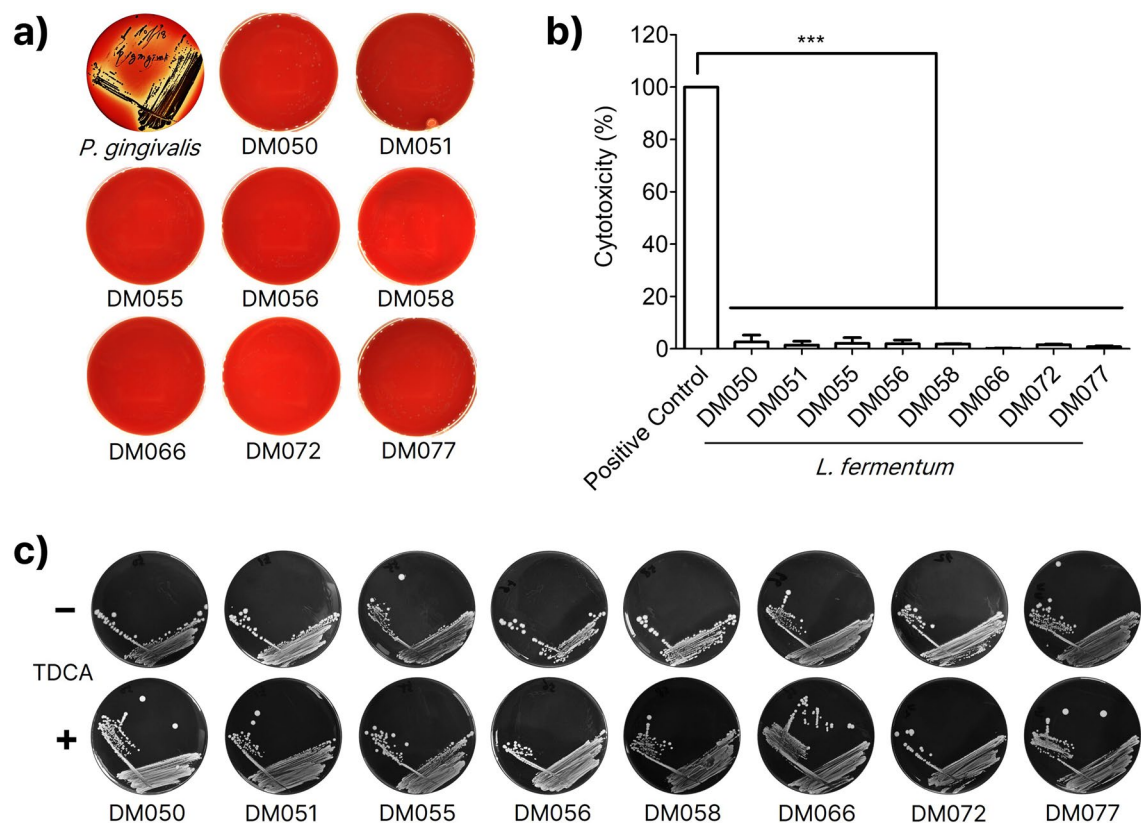 a)
P. gingivalis
DM050
DM051
DM055
DM056
DM058
DM066
DM072
DM077
b)
Cytotoxicity (%)
120
100
80
60
40
20
0
***
Positive Control
DM050
DM051
DM055
DM056
DM058
DM066
DM072
DM077
L. fermentum
c)
−
TDCA
+
DM050
DM051
DM055
DM056
DM058
DM066
DM072
DM077